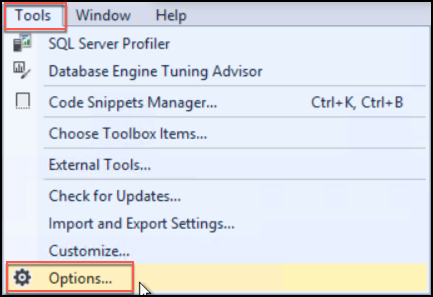 Tools Window Help
SQL Server Profiler
Database Engine Tuning Advisor
Code Snippets Manager... Ctrl+K, Ctrl+B
Choose Toolbox Items...
External Tools...
Check for Updates...
Import and Export Settings...
Customize...
Options...